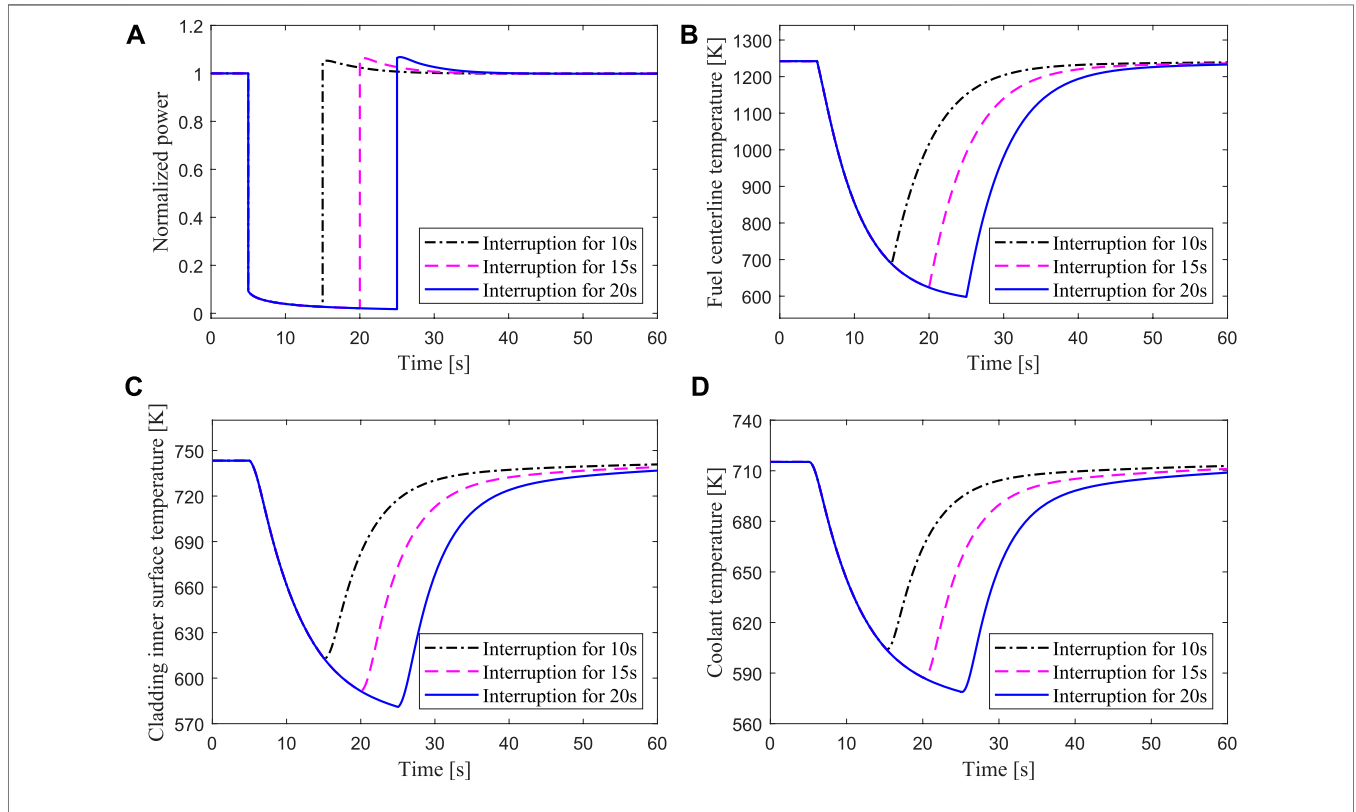 A
Normalized power
1.2
1
0.8
0.6
0.4
0.2
0
0 10 20 30 40 50 60
Time [s]
Interruption for 10s
Interruption for 15s
Interruption for 20s
B
Fuel centerline temperature [K]
1300
1200
1100
1000
900
800
700
600
0 10 20 30 40 50 60
Time [s]
Interruption for 10s
Interruption for 15s
Interruption for 20s
C
Cladding inner surface temperature [K]
750
720
690
660
630
600
570
0 10 20 30 40 50 60
Time [s]
Interruption for 10s
Interruption for 15s
Interruption for 20s
D
Coolant temperature [K]
740
710
680
650
620
590
560
0 10 20 30 40 50 60
Time [s]
Interruption for 10s
Interruption for 15s
Interruption for 20s